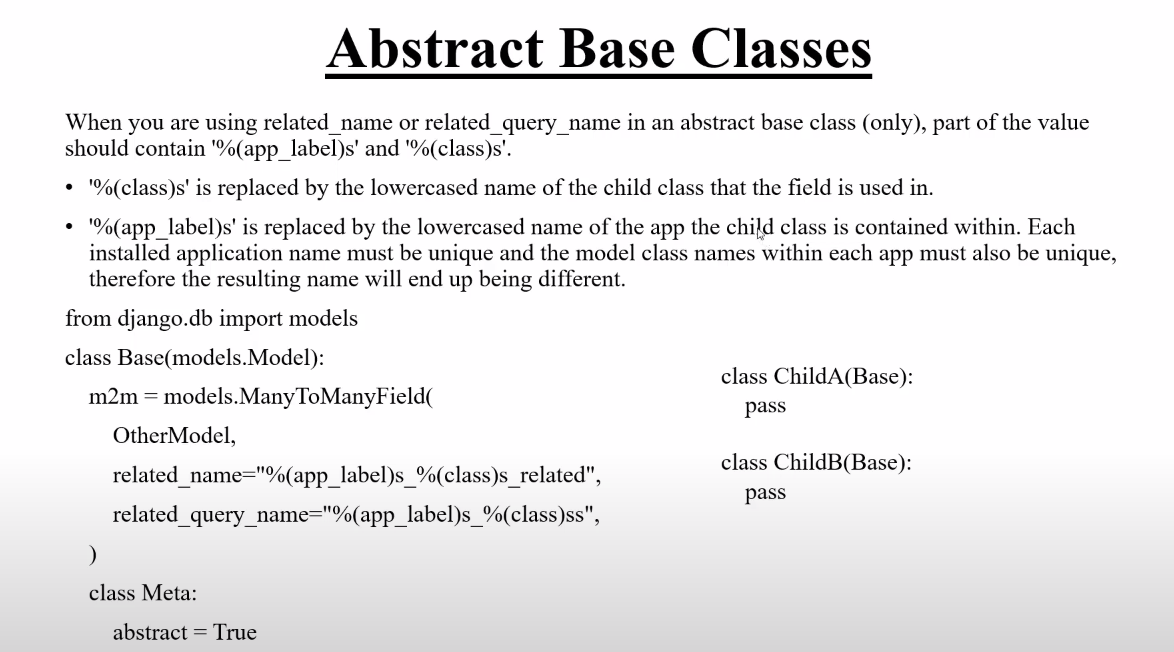 Abstract Base Classes
When you are using related_name or related_query_name in an abstract base class (only), part of the value
should contain '%(app_label)s' and '%(class)s'.
• '%(class)s' is replaced by the lowercased name of the child class that the field is used in.
• '%(app_label)s' is replaced by the lowercased name of the app the child class is contained within. Each
installed application name must be unique and the model class names within each app must also be unique,
therefore the resulting name will end up being different.
from django.db import models
class Base(models.Model):
m2m = models.ManyToManyField(
OtherModel,
related_name="%(app_label)s_%(class)s_related",
related_query_name="%(app_label)s_%(class)ss",
)
class Meta:
abstract = True
class ChildA(Base):
pass
class ChildB(Base):
pass